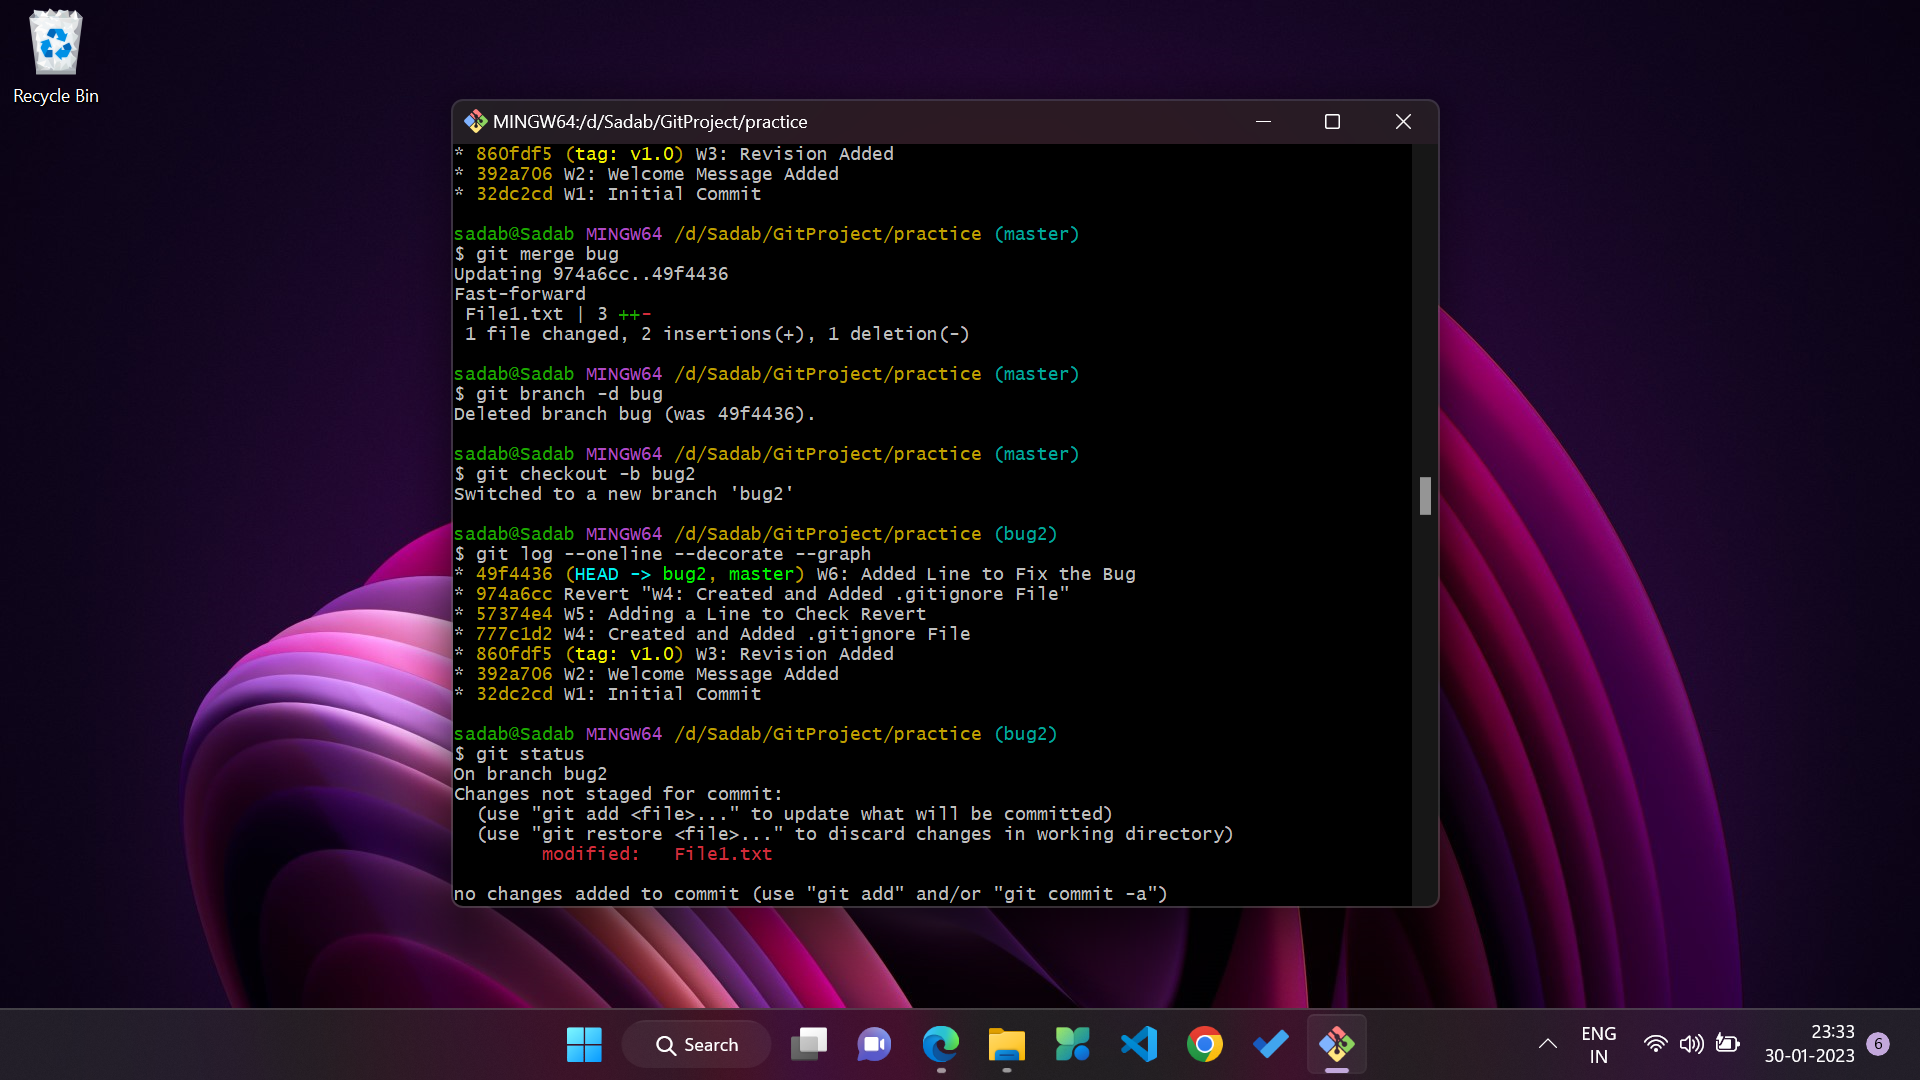 Recycle Bin
MINGW64:/d/Sadab/GitProject/practice
* 860fdf5 (tag: v1.0) W3: Revision Added
* 392a706 W2: Welcome Message Added
* 32dc2cd W1: Initial Commit
sadab@Sadab MINGW64 /d/Sadab/GitProject/practice (master)
$ git merge bug
Updating 974a6cc..49f4436
Fast-forward
 File1.txt | 3 ++-
 1 file changed, 2 insertions(+), 1 deletion(-)
sadab@Sadab MINGW64 /d/Sadab/GitProject/practice (master)
$ git branch -d bug
Deleted branch bug (was 49f4436).
sadab@Sadab MINGW64 /d/Sadab/GitProject/practice (master)
$ git checkout -b bug2
Switched to a new branch 'bug2'
sadab@Sadab MINGW64 /d/Sadab/GitProject/practice (bug2)
$ git log --oneline --decorate --graph
* 49f4436 (HEAD -> bug2, master) W6: Added Line to Fix the Bug
* 974a6cc Revert "W4: Created and Added .gitignore File"
* 57374e4 W5: Adding a Line to Check Revert
* 777c1d2 W4: Created and Added .gitignore File
* 860fdf5 (tag: v1.0) W3: Revision Added
* 392a706 W2: Welcome Message Added
* 32dc2cd W1: Initial Commit
sadab@Sadab MINGW64 /d/Sadab/GitProject/practice (bug2)
$ git status
On branch bug2
Changes not staged for commit:
  (use "git add <file>..." to update what will be committed)
  (use "git restore <file>..." to discard changes in working directory)
        modified:   File1.txt
no changes added to commit (use "git add" and/or "git commit -a")
Search
ENG
IN
23:33
30-01-2023
6